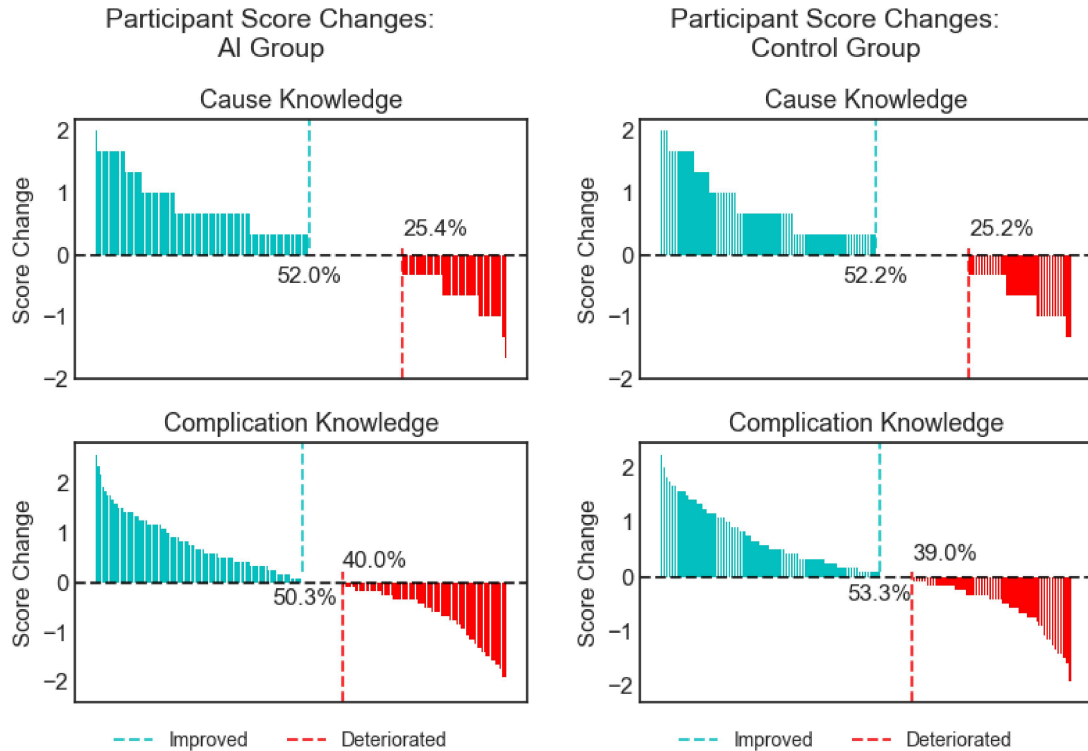 Participant Score Changes:
AI Group
Participant Score Changes:
Control Group
Cause Knowledge
Score Change
2
1
0
−1
−2
25.4%
52.0%
Cause Knowledge
Score Change
2
1
0
−1
−2
25.2%
52.2%
Complication Knowledge
Score Change
2
1
0
−1
−2
40.0%
50.3%
Complication Knowledge
Score Change
2
1
0
−1
−2
39.0%
53.3%
Improved Deteriorated
Improved Deteriorated